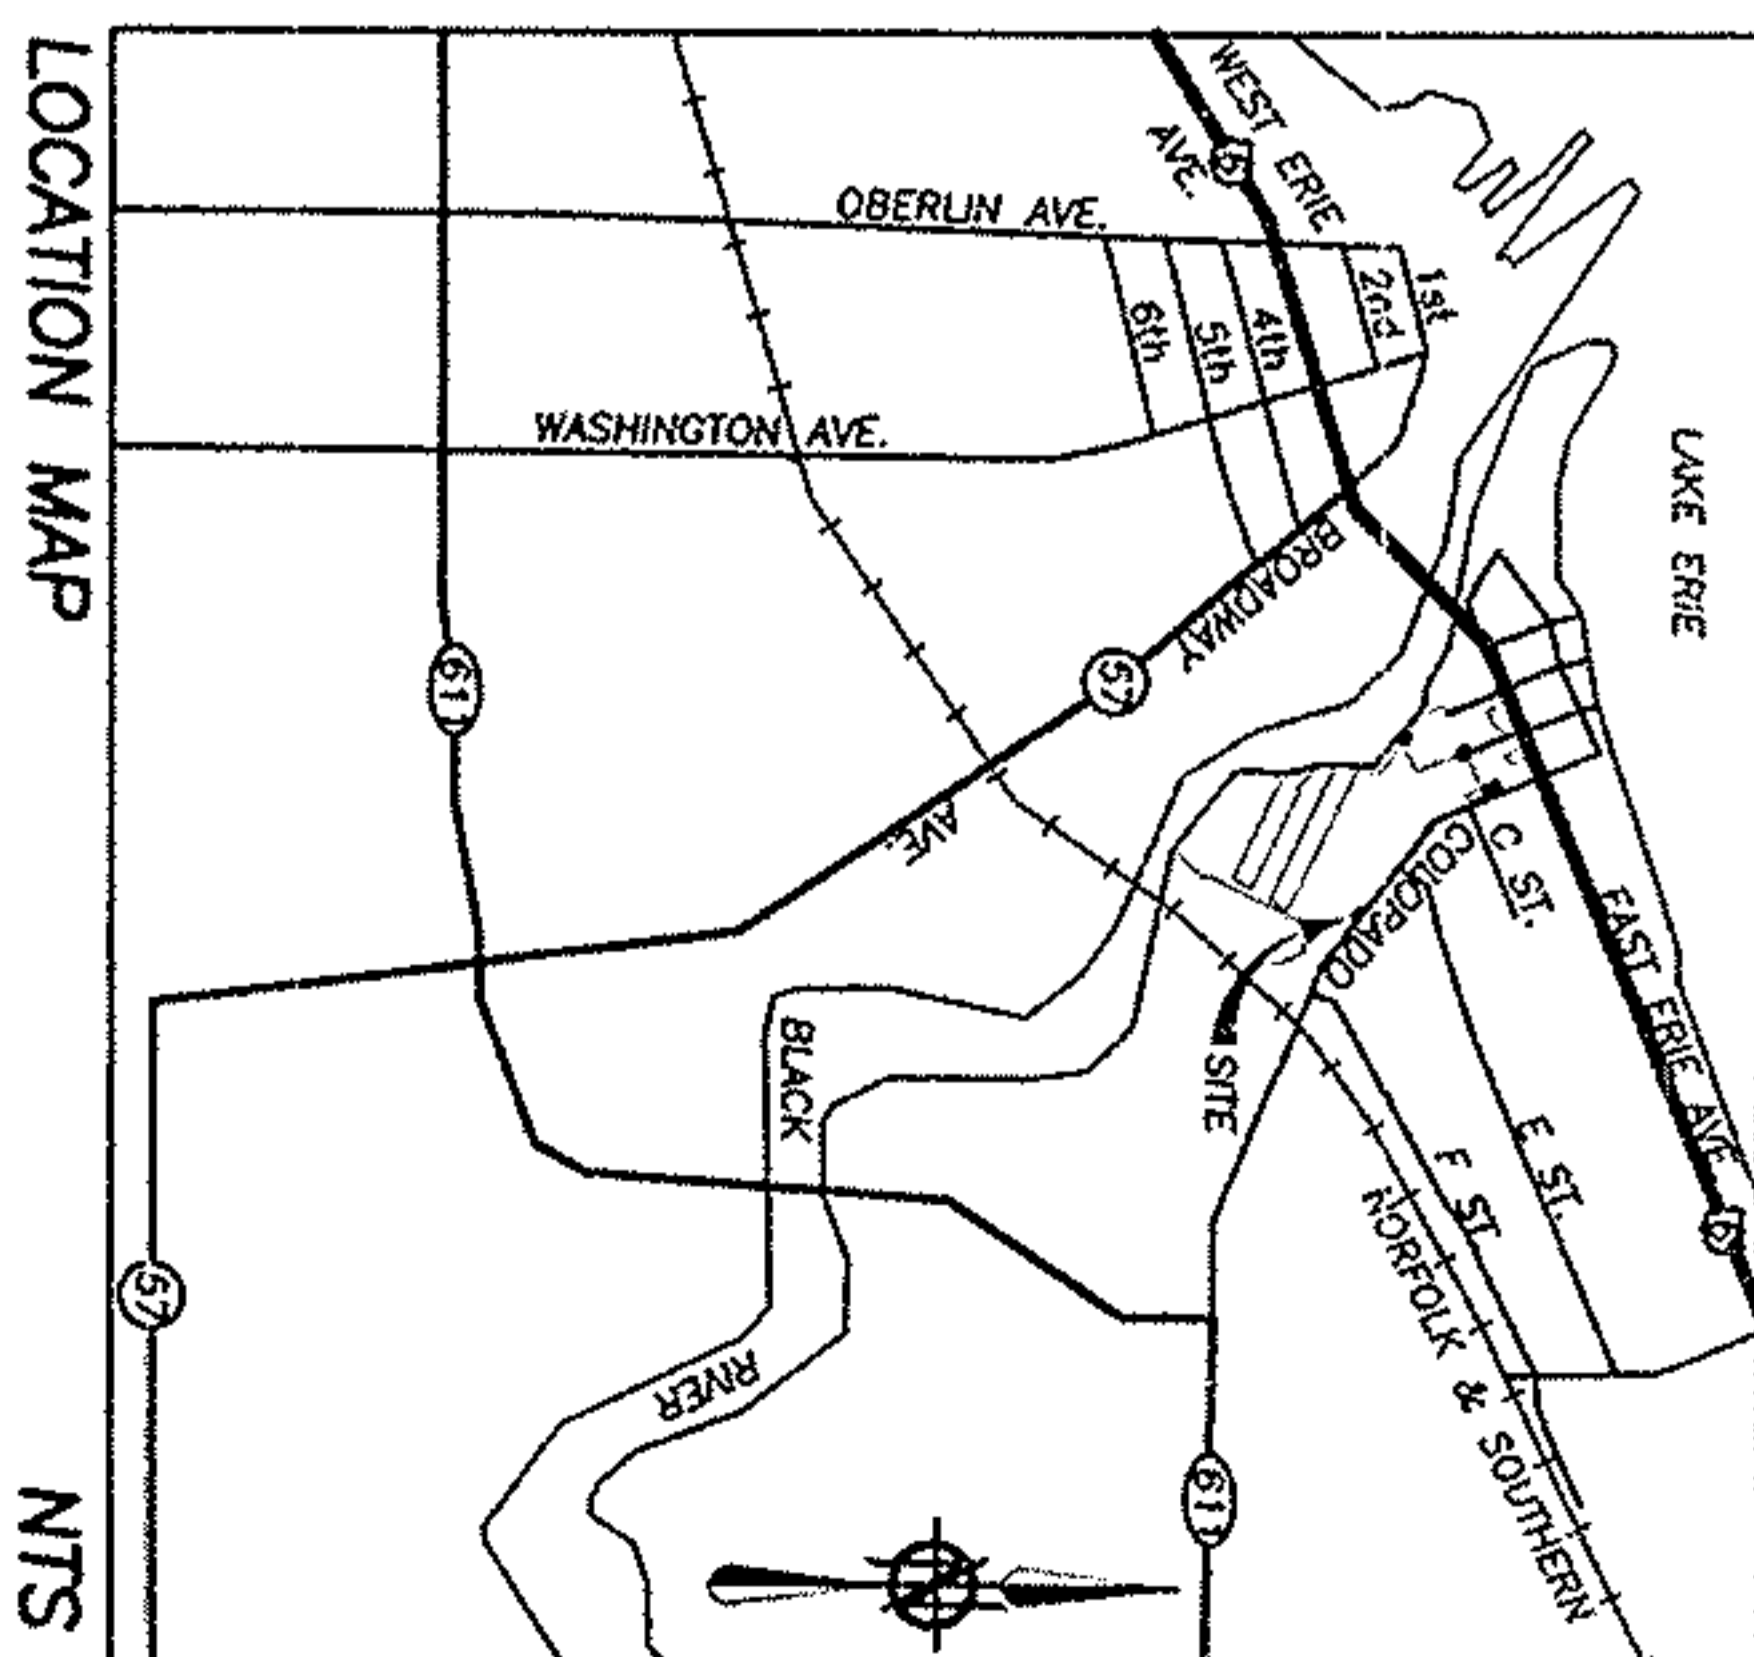 WEST ERIE
AVE.
6
OBERLIN AVE.
1st
2nd
4th
5th
6th
WASHINGTON AVE.
LAKE ERIE
BROADWAY
AVE.
57
611
C ST.
COLORADO
EAST ERIE AVE.
6
SITE
BLACK
RIVER
E ST.
F ST.
NORFOLK & SOUTHERN
57
611
LOCATION MAP
NTS